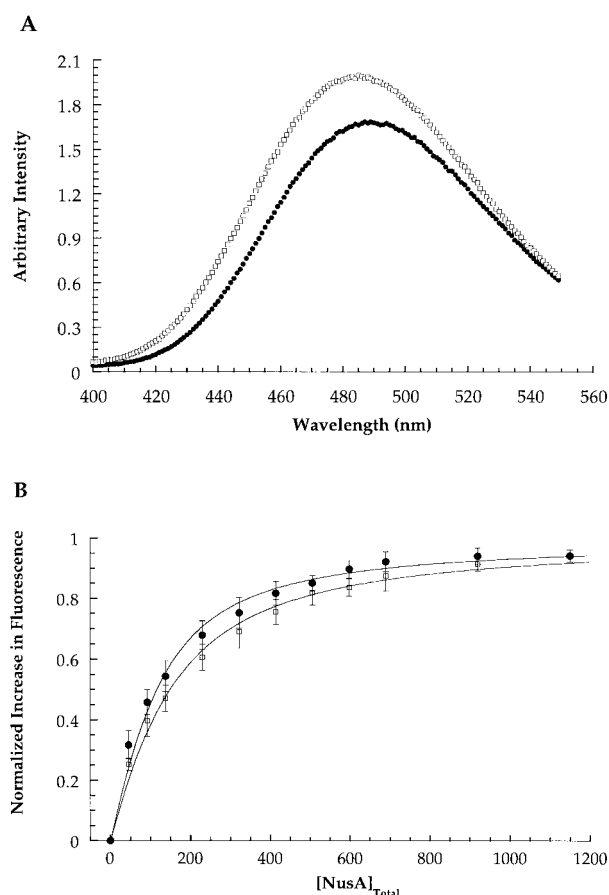 A
2.1
1.8
1.5
1.2
0.9
0.6
0.3
0
Arbitrary Intensity
400 420 440 460 480 500 520 540 560
Wavelength (nm)
B
1
0.8
0.6
0.4
0.2
0
Normalized Increase in Fluorescence
0 200 400 600 800 1000 1200
[NusA]Total